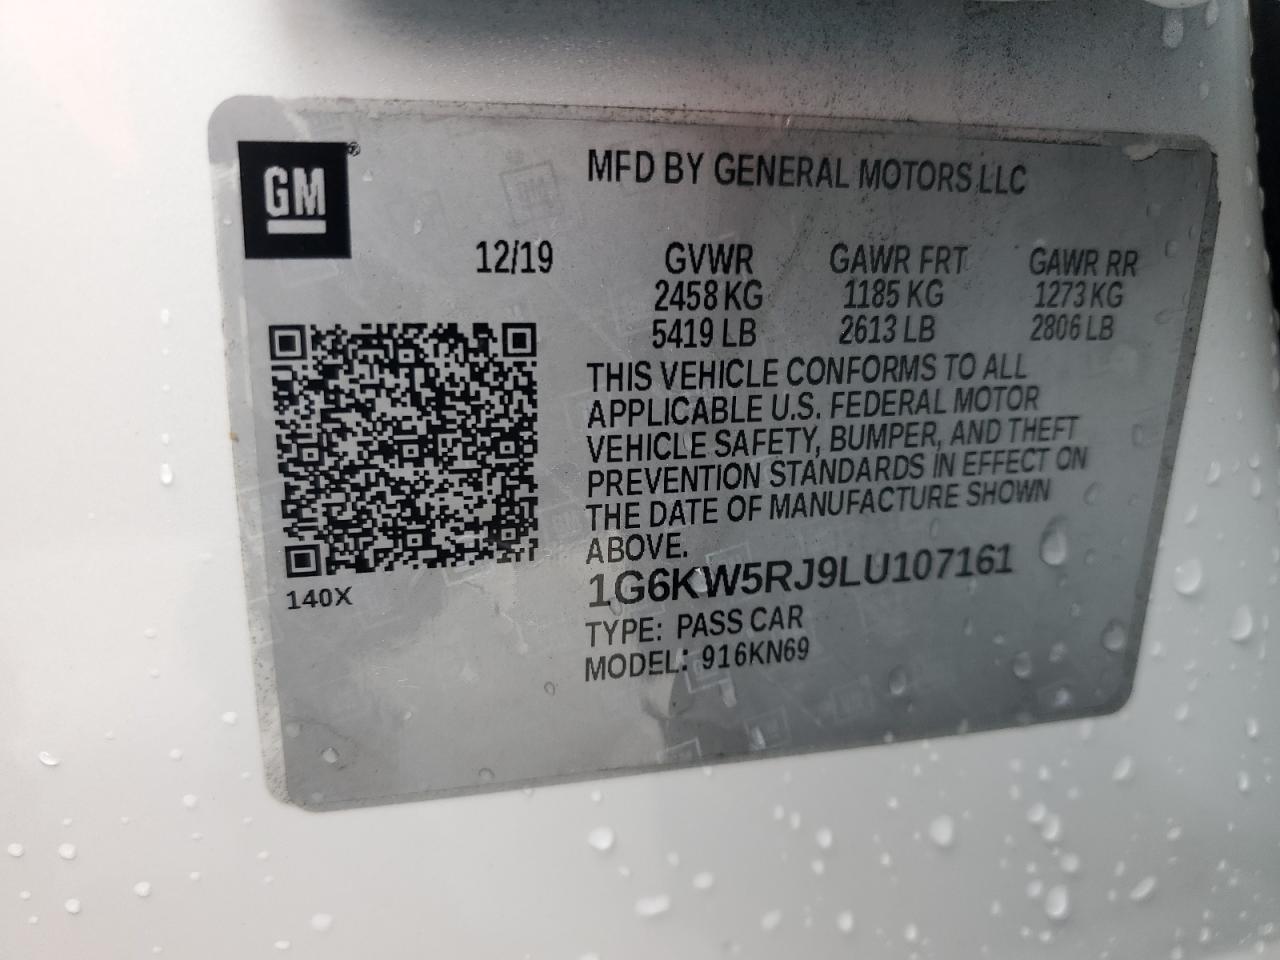 GM®
MFD BY GENERAL MOTORS LLC
12/19 GVWR GAWR FRT GAWR RR
2458 KG 1185 KG 1273 KG
5419 LB 2613 LB 2806 LB
THIS VEHICLE CONFORMS TO ALL
APPLICABLE U.S. FEDERAL MOTOR
VEHICLE SAFETY, BUMPER, AND THEFT
PREVENTION STANDARDS IN EFFECT ON
THE DATE OF MANUFACTURE SHOWN
ABOVE.
1G6KW5RJ9LU107161
140X
TYPE: PASS CAR
MODEL: 916KN69